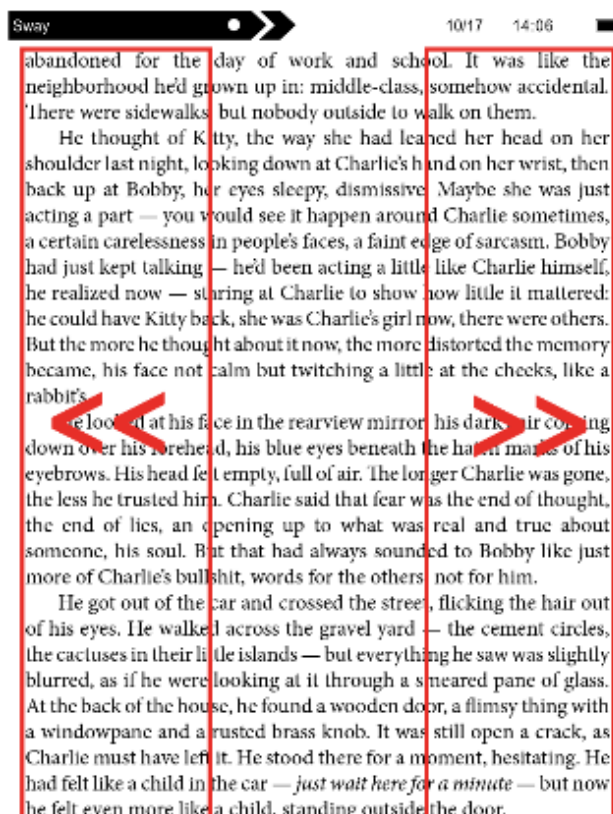 Sway 10/17 14:06
abandoned for the day of work and school. It was like the
neighborhood he'd grown up in: middle-class, somehow accidental.
There were sidewalks but nobody outside to walk on them.
He thought of Kitty, the way she had leaned her head on her
shoulder last night, looking down at Charlie's hand on her wrist, then
back up at Bobby, her eyes sleepy, dismissive. Maybe she was just
acting a part — you would see it happen around Charlie sometimes,
a certain carelessness in people's faces, a faint edge of sarcasm. Bobby
had just kept talking — he'd been acting a little like Charlie himself,
he realized now — staring at Charlie to show how little it mattered:
he could have Kitty back, she was Charlie's girl now, there were others.
But the more he thought about it now, the more distorted the memory
became, his face not calm but twitching a little at the cheeks, like a
rabbit's.
<< >>
He looked at his face in the rearview mirror, his dark hair coming
down over his forehead, his blue eyes beneath the hatch marks of his
eyebrows. His head felt empty, full of air. The longer Charlie was gone,
the less he trusted him. Charlie said that fear was the end of thought,
the end of lies, an opening up to what was real and true about
someone, his soul. But that had always sounded to Bobby like just
more of Charlie's bullshit, words for the others, not for him.
He got out of the car and crossed the street, flicking the hair out
of his eyes. He walked across the gravel yard — the cement circles,
the cactuses in their little islands — but everything he saw was slightly
blurred, as if he were looking at it through a smeared pane of glass.
At the back of the house, he found a wooden door, a flimsy thing with
a windowpane and a rusted brass knob. It was still open a crack, as
Charlie must have left it. He stood there for a moment, hesitating. He
had felt like a child in the car — just wait here for a minute — but now
he felt even more like a child, standing outside the door.